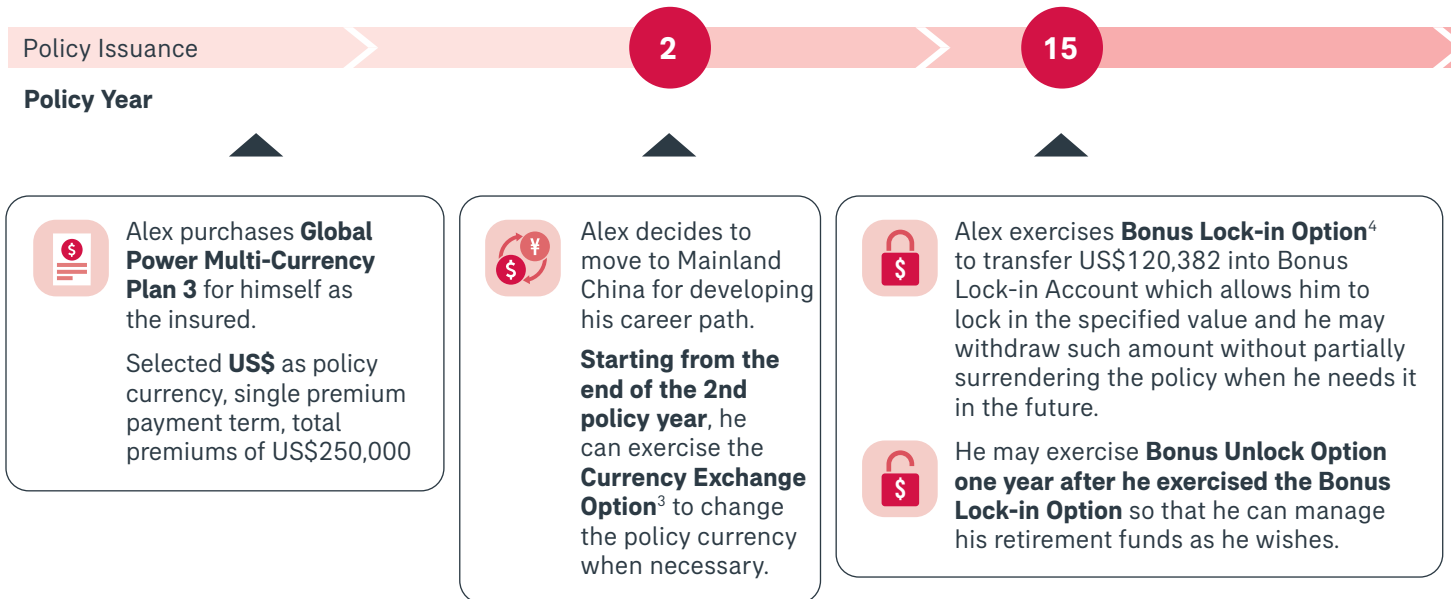 Policy Issuance
2
15
Policy Year
$
Alex purchases Global
Power Multi-Currency
Plan 3 for himself as
the insured.
Selected US$ as policy
currency, single premium
payment term, total
premiums of US$250,000
¥
$
Alex decides to
move to Mainland
China for developing
his career path.
Starting from the
end of the 2nd
policy year, he
can exercise the
Currency Exchange
Option3 to change
the policy currency
when necessary.
$
Alex exercises Bonus Lock-in Option4
to transfer US$120,382 into Bonus
Lock-in Account which allows him to
lock in the specified value and he may
withdraw such amount without partially
surrendering the policy when he needs it
in the future.
$
He may exercise Bonus Unlock Option
one year after he exercised the Bonus
Lock-in Option so that he can manage
his retirement funds as he wishes.